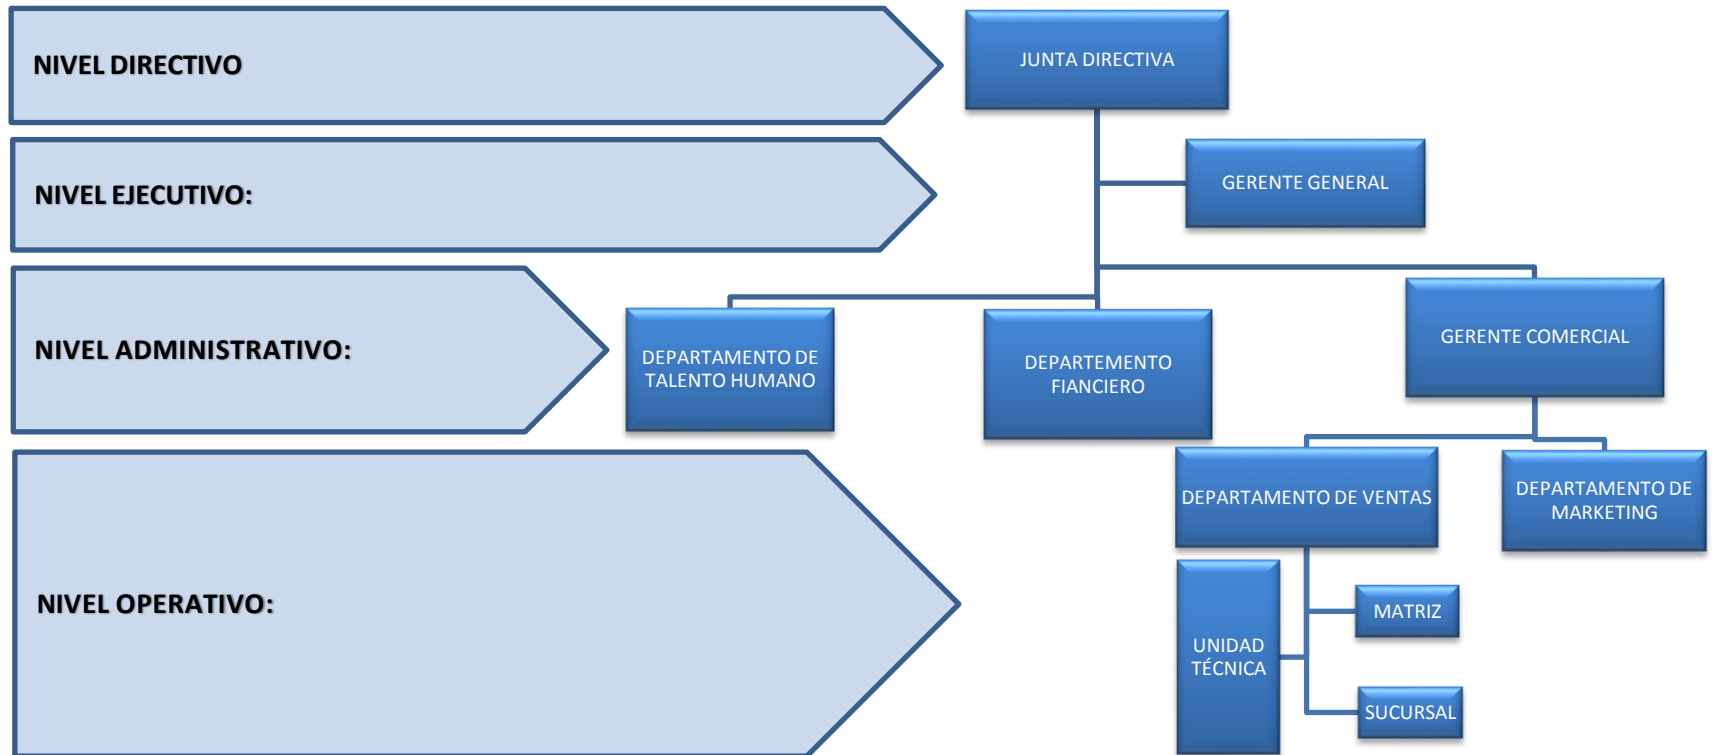 NIVEL DIRECTIVO
JUNTA DIRECTIVA
NIVEL EJECUTIVO:
GERENTE GENERAL
NIVEL ADMINISTRATIVO:
DEPARTAMENTO DE
TALENTO HUMANO
DEPARTEMENTO
FIANCIERO
GERENTE COMERCIAL
NIVEL OPERATIVO:
DEPARTAMENTO DE VENTAS
DEPARTAMENTO DE
MARKETING
UNIDAD
TÉCNICA
MATRIZ
SUCURSAL